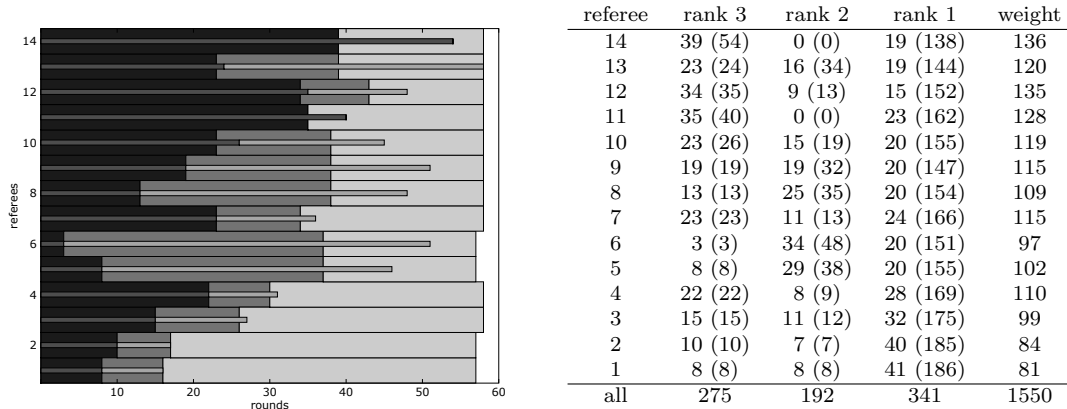 14
12
10
8
6
4
2
referees
10
20
30
40
50
60
rounds
referee rank 3 rank 2 rank 1 weight
14 39 (54) 0 (0) 19 (138) 136
13 23 (24) 16 (34) 19 (144) 120
12 34 (35) 9 (13) 15 (152) 135
11 35 (40) 0 (0) 23 (162) 128
10 23 (26) 15 (19) 20 (155) 119
9 19 (19) 19 (32) 20 (147) 115
8 13 (13) 25 (35) 20 (154) 109
7 23 (23) 11 (13) 24 (166) 115
6 3 (3) 34 (48) 20 (151) 97
5 8 (8) 29 (38) 20 (155) 102
4 22 (22) 8 (9) 28 (169) 110
3 15 (15) 11 (12) 32 (175) 99
2 10 (10) 7 (7) 40 (185) 84
1 8 (8) 8 (8) 41 (186) 81
all 275 192 341 1550